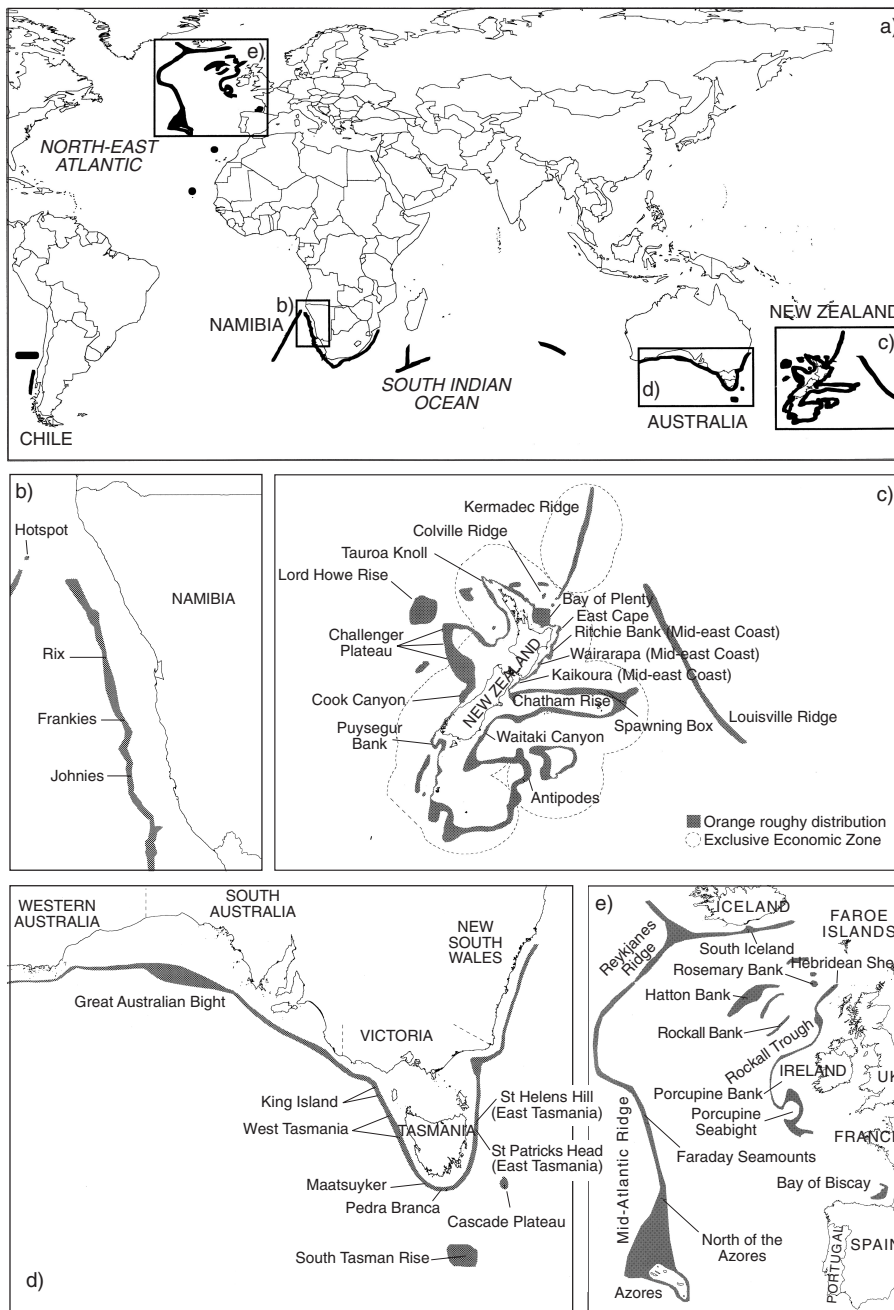 a)
e)
NORTH-EAST
ATLANTIC
b)
NAMIBIA
NEW ZEALAND
c)
SOUTH INDIAN
OCEAN
d)
AUSTRALIA
CHILE
b)
Hotspot
NAMIBIA
Rix
Frankies
Johnies
c)
Kermadec Ridge
Colville Ridge
Tauroa Knoll
Lord Howe Rise
Bay of Plenty
East Cape
Challenger
Plateau
Ritchie Bank (Mid-east Coast)
Wairarapa (Mid-east Coast)
Kaikoura (Mid-east Coast)
NEW ZEALAND
Cook Canyon
Chatham Rise
Spawning Box
Louisville Ridge
Puysegur
Bank
Waitaki Canyon
Antipodes
Orange roughy distribution
Exclusive Economic Zone
WESTERN
AUSTRALIA
SOUTH
AUSTRALIA
NEW
SOUTH
WALES
Great Australian Bight
VICTORIA
King Island
West Tasmania
TASMANIA
St Helens Hill
(East Tasmania)
St Patricks Head
(East Tasmania)
Maatsuyker
Pedra Branca
Cascade Plateau
South Tasman Rise
d)
e)
ICELAND
FAROE
ISLANDS
Reykjanes
Ridge
South Iceland
Rosemary Bank
Hebridean She
Hatton Bank
Rockall Bank
Rockall Trough
IRELAND
UK
Porcupine Bank
Porcupine
Seabight
FRANCE
Mid-Atlantic Ridge
Faraday Seamounts
Bay of Biscay
North of the
Azores
PORTUGAL
SPAIN
Azores